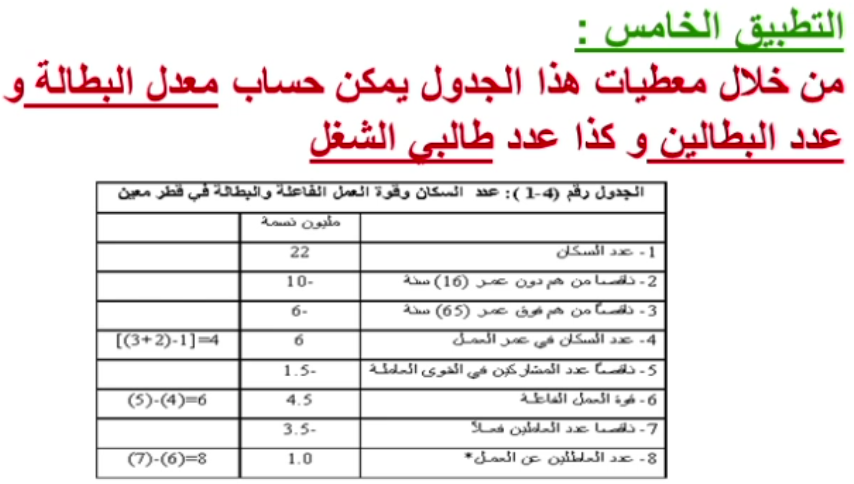 التطبيق الخامس :
من خلال معطيات هذا الجدول يمكن حساب معدل البطالة و
عدد البطالين و كذا عدد طالبي الشغل
الجدول رقم (4-1 ): عدد السكان وقوة العمل الفاعلة والبطالة في قطر معين
مليون نسمة
1- عدد السكان 22
2- ناقصا من هم دون عمر (16) سنة 10-
3- ناقصاً من هم فوق عمر (65) سنة 6-
4- عدد السكان في عمر العمل 6 [(3+2)-1]=4
5- ناقصاً عدد المشاركين في القوى العاملة 1.5-
6- قوة العمل الفاعلة 4.5 (5)-(4)=6
7- ناقصا عدد العاطلين فعلاً 3.5-
8- عدد العاطلين عن العمل* 1.0 (7)-(6)=8